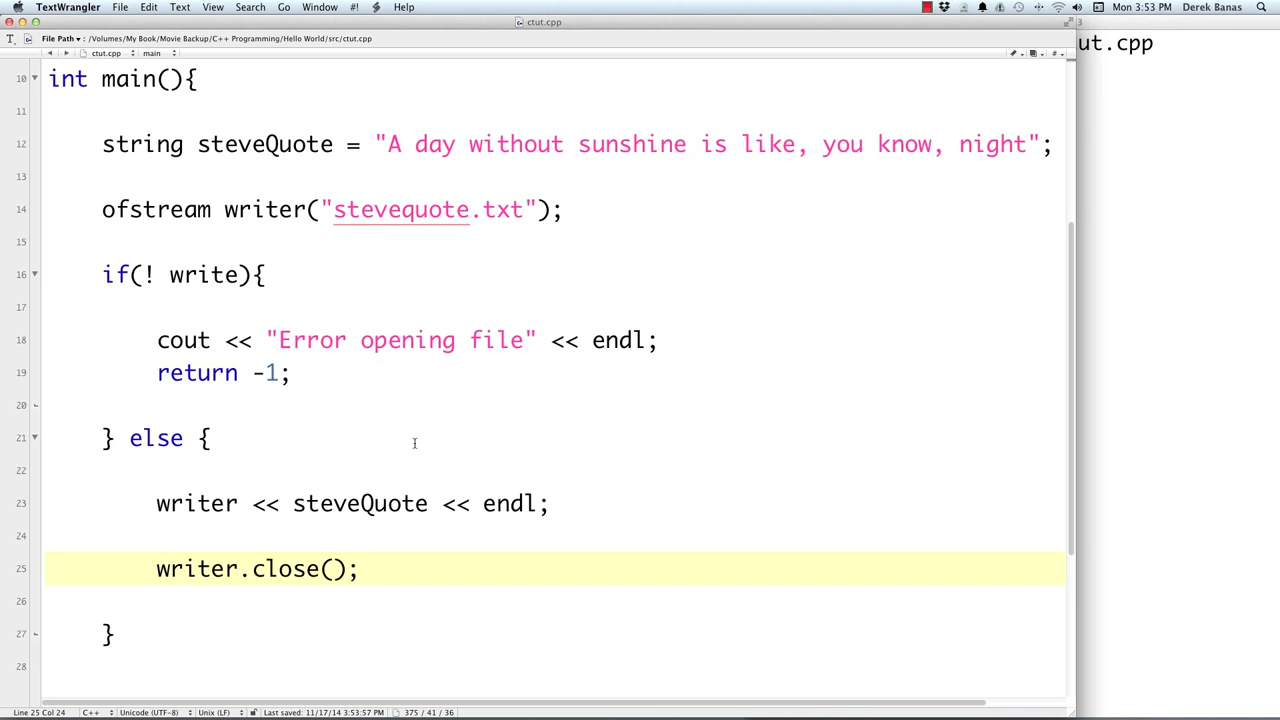 TextWrangler File Edit Text View Search Go Window #! Help Mon 3:53 PM Derek Banas
ctut.cpp
File Path ▾ : /Volumes/My Book/Movie Backup/C++ Programming/Hello World/src/ctut.cpp
ctut.cpp main
ut.cpp
10 int main(){
11
12 string steveQuote = "A day without sunshine is like, you know, night";
13
14 ofstream writer("stevequote.txt");
15
16 if(! write){
17
18 cout << "Error opening file" << endl;
19 return -1;
20
21 } else {
22
23 writer << steveQuote << endl;
24
25 writer.close();
26
27 }
28
Line 25 Col 24 C++ Unicode (UTF-8) Unix (LF) Last saved: 11/17/14 3:53:57 PM 375 / 41 / 36